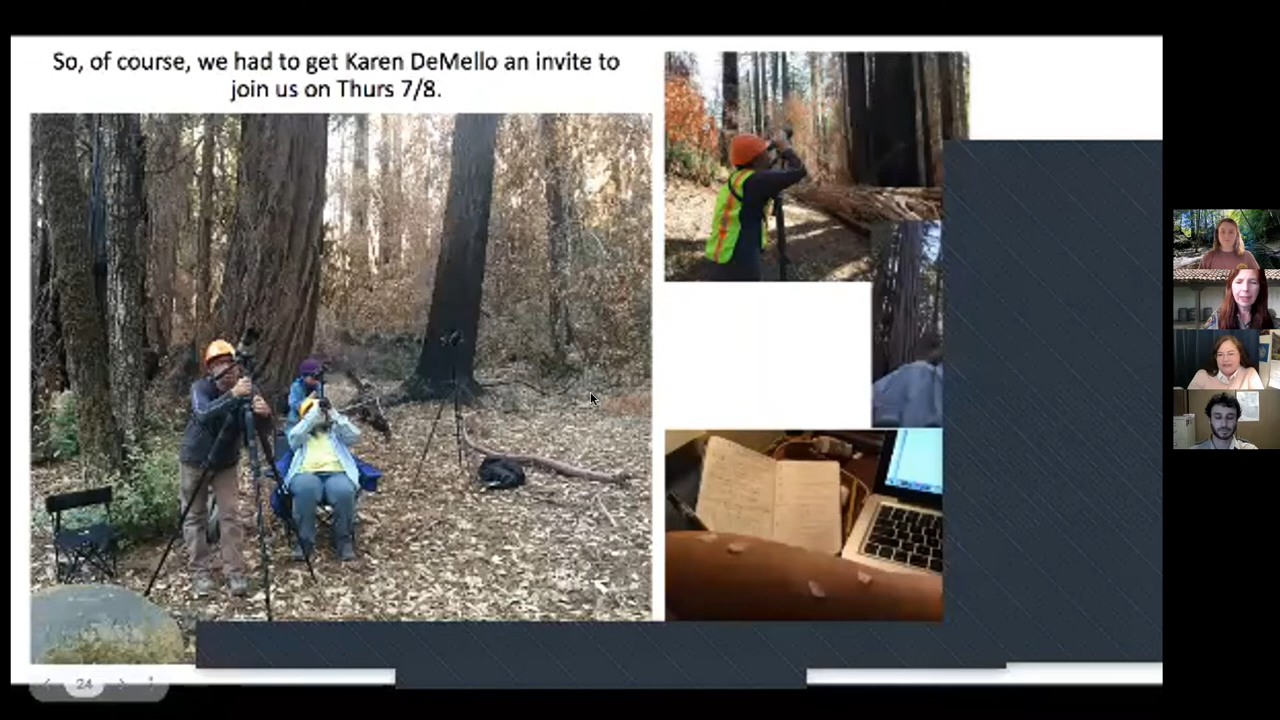 So, of course, we had to get Karen DeMello an invite to
join us on Thurs 7/8.
24